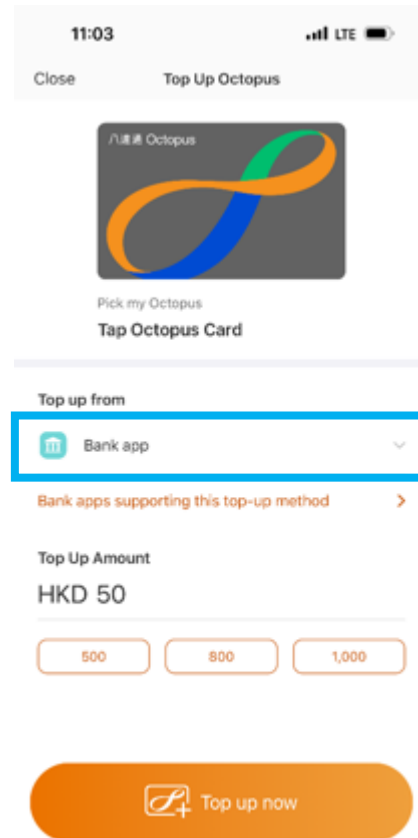 11:03 LTE
Close Top Up Octopus
八達通 Octopus
Pick my Octopus
Tap Octopus Card
Top up from
Bank app
Bank apps supporting this top-up method
Top Up Amount
HKD 50
500 800 1,000
Top up now